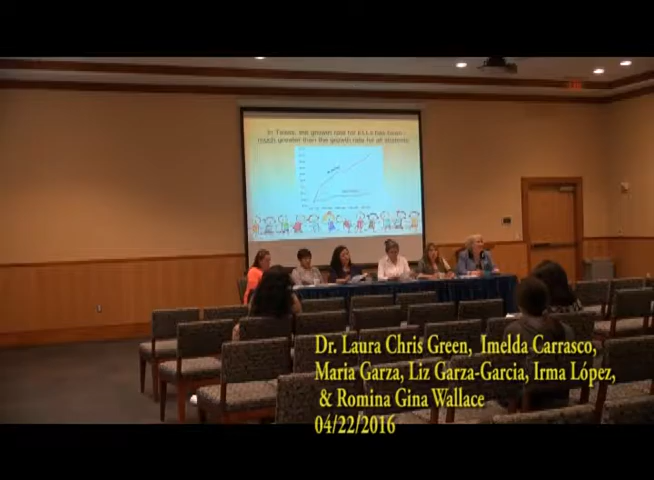 In Texas, the growth rate for ELLs has been
much greater than the growth rate for all students.
Dr. Laura Chris Green, Imelda Carrasco,
Maria Garza, Liz Garza-Garcia, Irma López,
& Romina Gina Wallace
04/22/2016